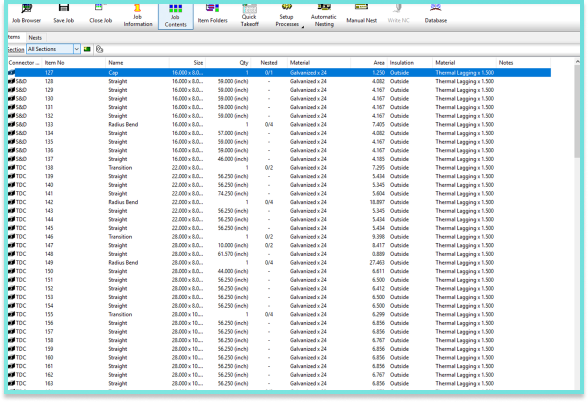 Job Browser Save Job Close Job Job Information Job Contents Item Folders Quick Takeoff Setup Processes Automatic Nesting Manual Nest Write NC Database
Items Nests
Section All Sections
Connector ... Item No Name Size Qty Nested Material Area Insulation Material Notes
127 Cap 16.000 x 8.0... 1 0/1 Galvanized x 24 1.250 Outside Thermal Lagging x 1.500
S&D 128 Straight 16.000 x 8.0... 59.000 (inch) - Galvanized x 24 4.082 Outside Thermal Lagging x 1.500
S&D 129 Straight 16.000 x 8.0... 59.000 (inch) - Galvanized x 24 4.167 Outside Thermal Lagging x 1.500
S&D 130 Straight 16.000 x 8.0... 59.000 (inch) - Galvanized x 24 4.167 Outside Thermal Lagging x 1.500
S&D 131 Straight 16.000 x 8.0... 59.000 (inch) - Galvanized x 24 4.167 Outside Thermal Lagging x 1.500
S&D 132 Straight 16.000 x 8.0... 59.000 (inch) - Galvanized x 24 4.167 Outside Thermal Lagging x 1.500
S&D 133 Radius Bend 16.000 x 8.0... 1 0/4 Galvanized x 24 7.405 Outside Thermal Lagging x 1.500
S&D 134 Straight 16.000 x 8.0... 57.000 (inch) - Galvanized x 24 4.082 Outside Thermal Lagging x 1.500
S&D 135 Straight 16.000 x 8.0... 59.000 (inch) - Galvanized x 24 4.167 Outside Thermal Lagging x 1.500
S&D 136 Straight 16.000 x 8.0... 59.000 (inch) - Galvanized x 24 4.167 Outside Thermal Lagging x 1.500
S&D 137 Straight 16.000 x 8.0... 46.000 (inch) - Galvanized x 24 4.185 Outside Thermal Lagging x 1.500
TDC 138 Transition 22.000 x 8.0... 1 0/2 Galvanized x 24 7.295 Outside Thermal Lagging x 1.500
TDC 139 Straight 22.000 x 8.0... 56.250 (inch) - Galvanized x 24 5.434 Outside Thermal Lagging x 1.500
TDC 140 Straight 22.000 x 8.0... 56.250 (inch) - Galvanized x 24 5.345 Outside Thermal Lagging x 1.500
TDC 141 Straight 22.000 x 8.0... 74.250 (inch) - Galvanized x 24 5.604 Outside Thermal Lagging x 1.500
TDC 142 Radius Bend 22.000 x 8.0... 1 0/4 Galvanized x 24 18.897 Outside Thermal Lagging x 1.500
TDC 143 Straight 22.000 x 8.0... 56.250 (inch) - Galvanized x 24 5.345 Outside Thermal Lagging x 1.500
TDC 144 Straight 22.000 x 8.0... 56.250 (inch) - Galvanized x 24 5.434 Outside Thermal Lagging x 1.500
TDC 145 Straight 22.000 x 8.0... 56.250 (inch) - Galvanized x 24 5.434 Outside Thermal Lagging x 1.500
TDC 146 Transition 28.000 x 8.0... 1 0/2 Galvanized x 24 9.398 Outside Thermal Lagging x 1.500
TDC 147 Straight 28.000 x 8.0... 10.000 (inch) 0/2 Galvanized x 24 8.417 Outside Thermal Lagging x 1.500
TDC 148 Straight 28.000 x 8.0... 61.570 (inch) - Galvanized x 24 0.889 Outside Thermal Lagging x 1.500
TDC 149 Radius Bend 28.000 x 8.0... 1 0/4 Galvanized x 24 27.463 Outside Thermal Lagging x 1.500
TDC 150 Straight 28.000 x 8.0... 44.000 (inch) - Galvanized x 24 6.611 Outside Thermal Lagging x 1.500
TDC 151 Straight 28.000 x 8.0... 56.250 (inch) - Galvanized x 24 6.500 Outside Thermal Lagging x 1.500
TDC 152 Straight 28.000 x 8.0... 56.250 (inch) - Galvanized x 24 6.412 Outside Thermal Lagging x 1.500
TDC 153 Straight 28.000 x 8.0... 56.250 (inch) - Galvanized x 24 6.500 Outside Thermal Lagging x 1.500
TDC 154 Straight 28.000 x 8.0... 56.250 (inch) - Galvanized x 24 6.500 Outside Thermal Lagging x 1.500
TDC 155 Transition 28.000 x 10.... 1 0/4 Galvanized x 24 6.299 Outside Thermal Lagging x 1.500
TDC 156 Straight 28.000 x 10.... 56.250 (inch) - Galvanized x 24 6.856 Outside Thermal Lagging x 1.500
TDC 157 Straight 28.000 x 10.... 56.250 (inch) - Galvanized x 24 6.856 Outside Thermal Lagging x 1.500
TDC 158 Straight 28.000 x 10.... 56.250 (inch) - Galvanized x 24 6.767 Outside Thermal Lagging x 1.500
TDC 159 Straight 28.000 x 10.... 56.250 (inch) - Galvanized x 24 6.856 Outside Thermal Lagging x 1.500
TDC 160 Straight 28.000 x 10.... 56.250 (inch) - Galvanized x 24 6.856 Outside Thermal Lagging x 1.500
TDC 161 Straight 28.000 x 10.... 56.250 (inch) - Galvanized x 24 6.856 Outside Thermal Lagging x 1.500
TDC 162 Straight 28.000 x 10.... 56.250 (inch) - Galvanized x 24 6.767 Outside Thermal Lagging x 1.500
TDC 163 Straight 28.000 x 10.... 56.250 (inch) - Galvanized x 24 6.856 Outside Thermal Lagging x 1.500